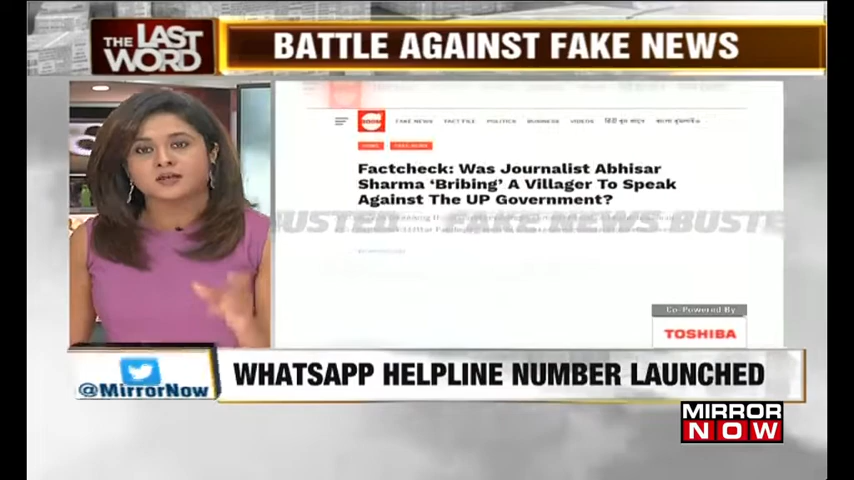 THE
LAST
WORD
BATTLE AGAINST FAKE NEWS
BOOM
FAKE NEWS FACT FILE POLITICS BUSINESS VIDEOS
FAKE NEWS
Factcheck: Was Journalist Abhisar
Sharma ‘Bribing’ A Villager To Speak
Against The UP Government?
BUSTED FAKE NEWS BUSTE
Co-Powered By
TOSHIBA
@MirrorNow
WHATSAPP HELPLINE NUMBER LAUNCHED
MIRROR
NOW